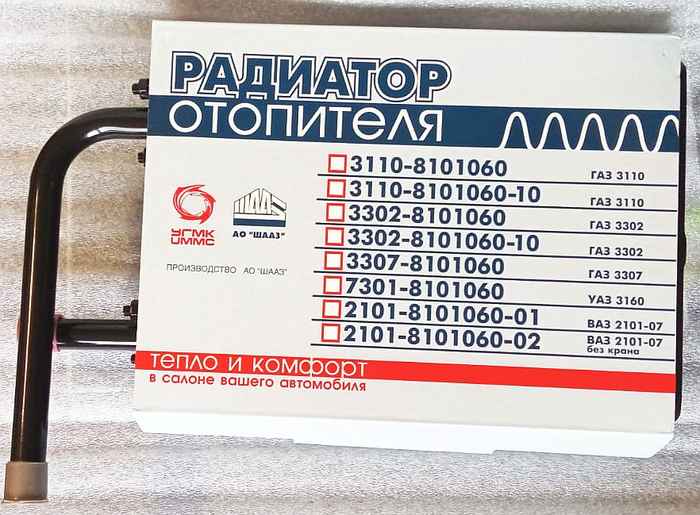 РАДИАТОР
ОТОПИТЕЛЯ
3110-8101060 ГАЗ 3110
3110-8101060-10 ГАЗ 3110
3302-8101060 ГАЗ 3302
3302-8101060-10 ГАЗ 3302
3307-8101060 ГАЗ 3307
7301-8101060 УАЗ 3160
2101-8101060-01 ВАЗ 2101-07
2101-8101060-02 ВАЗ 2101-07
без крана
УГМК
UMMC
ШААЗ
АО "ШААЗ"
ПРОИЗВОДСТВО АО "ШААЗ"
тепло и комфорт
в салоне вашего автомобиля